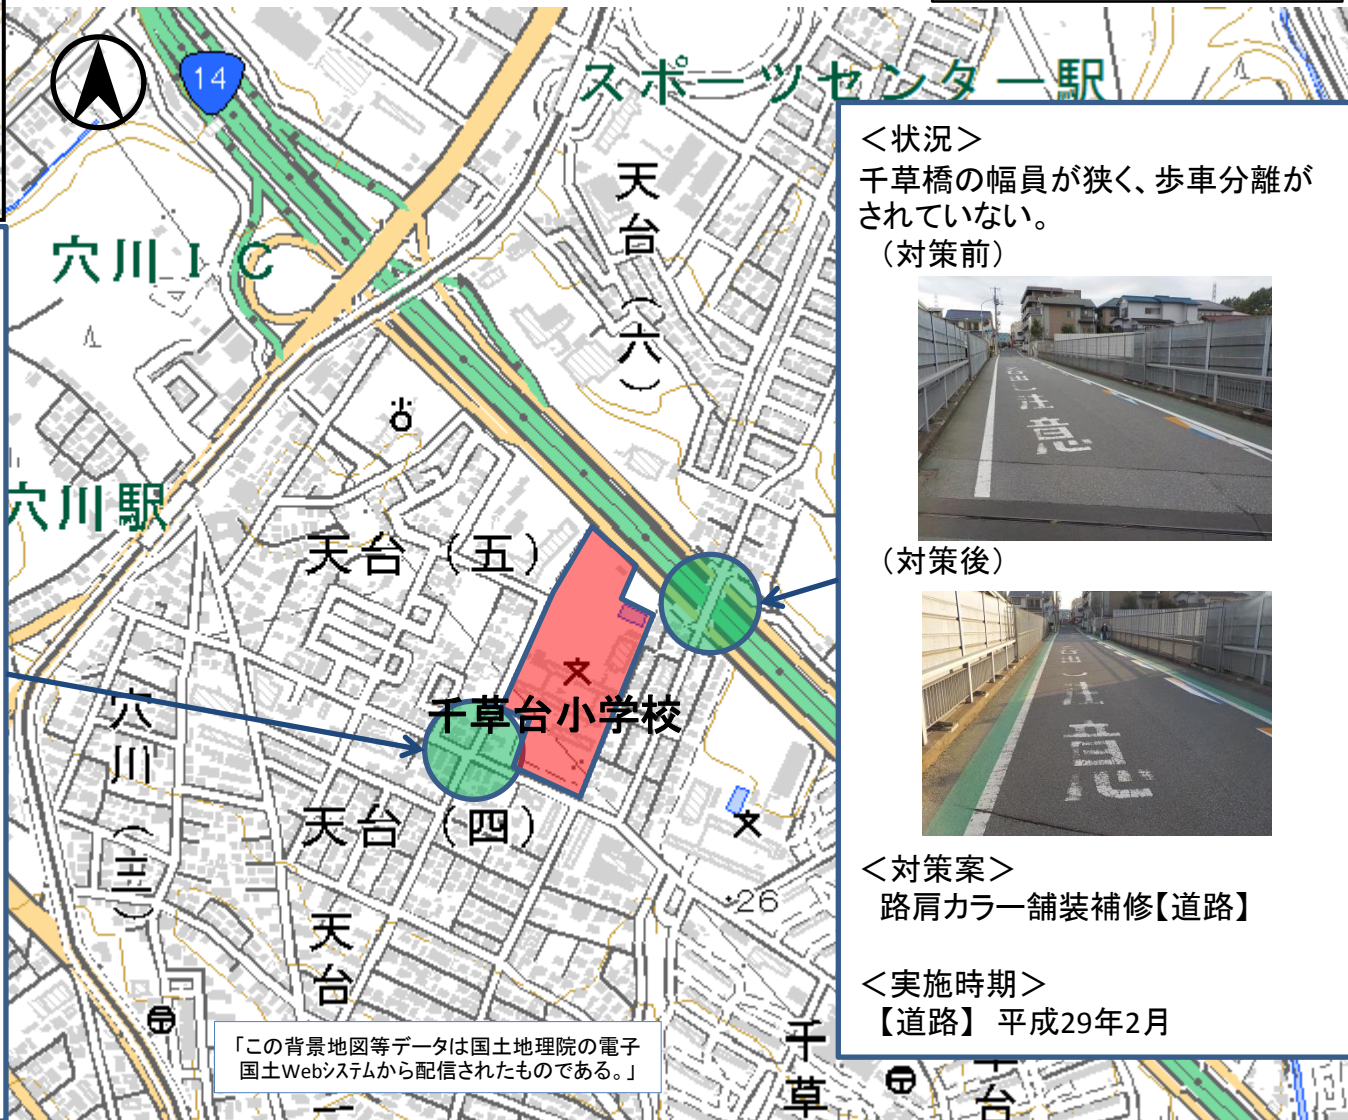 14
スポーツセンター駅
穴川IC
天台(六)
穴川駅
天台(五)
千草台小学校
穴川(三)
天台(四)
26
天台
千草
台
「この背景地図等データは国土地理院の電子
国土Webシステムから配信されたものである。」
＜状況＞
千草橋の幅員が狭く、歩車分離が
されていない。
（対策前）
（対策後）
＜対策案＞
路肩カラー舗装補修【道路】
＜実施時期＞
【道路】 平成29年2月